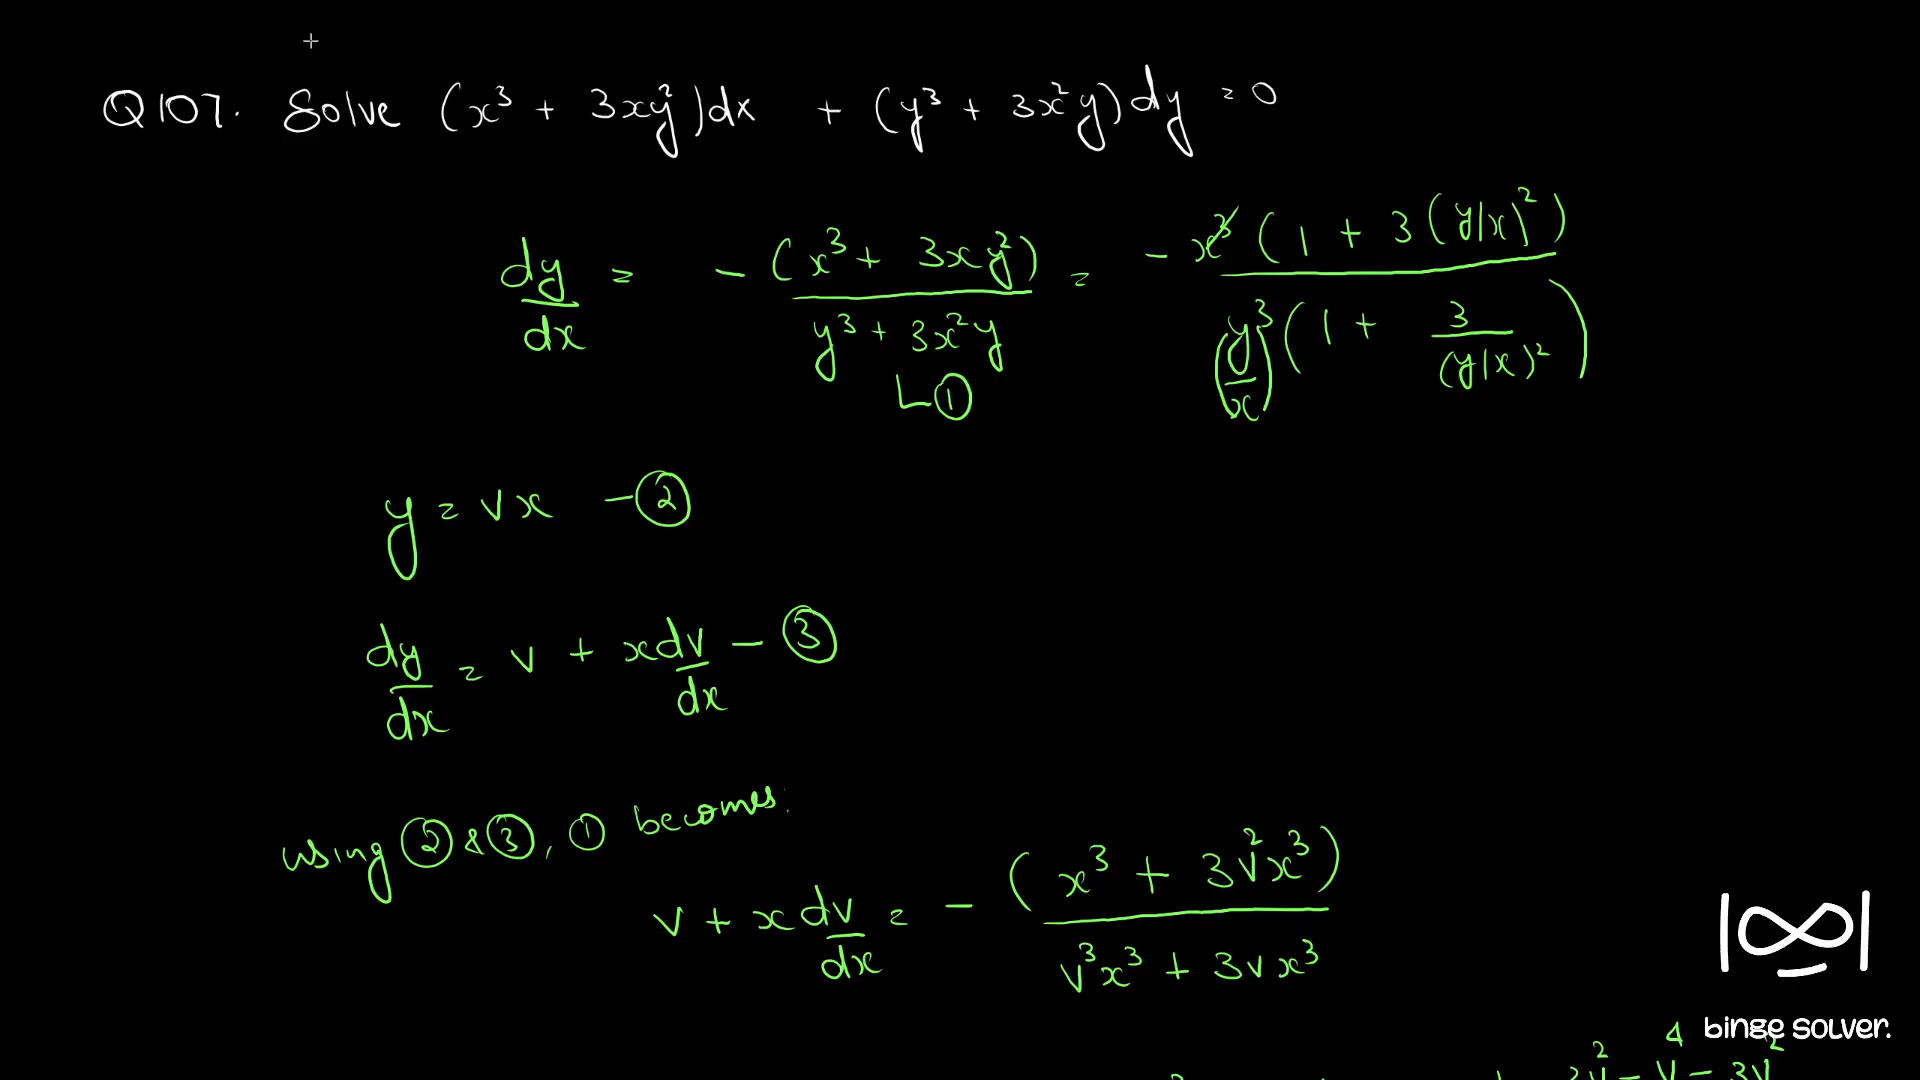 Q107. Solve (x³ + 3xy²)dx + (y³ + 3x²y)dy = 0
dy/dx = -(x³ + 3xy²)/(y³ + 3x²y) = -x³(1 + 3(y/x)²)/((y/x)³(1 + 3/(y/x)²))
L①
y = vx - ②
dy/dx = v + x dv/dx - ③
using ② & ③, ① becomes:
v + x dv/dx = -(x³ + 3v²x³)/(v³x³ + 3vx³)
binge solver.